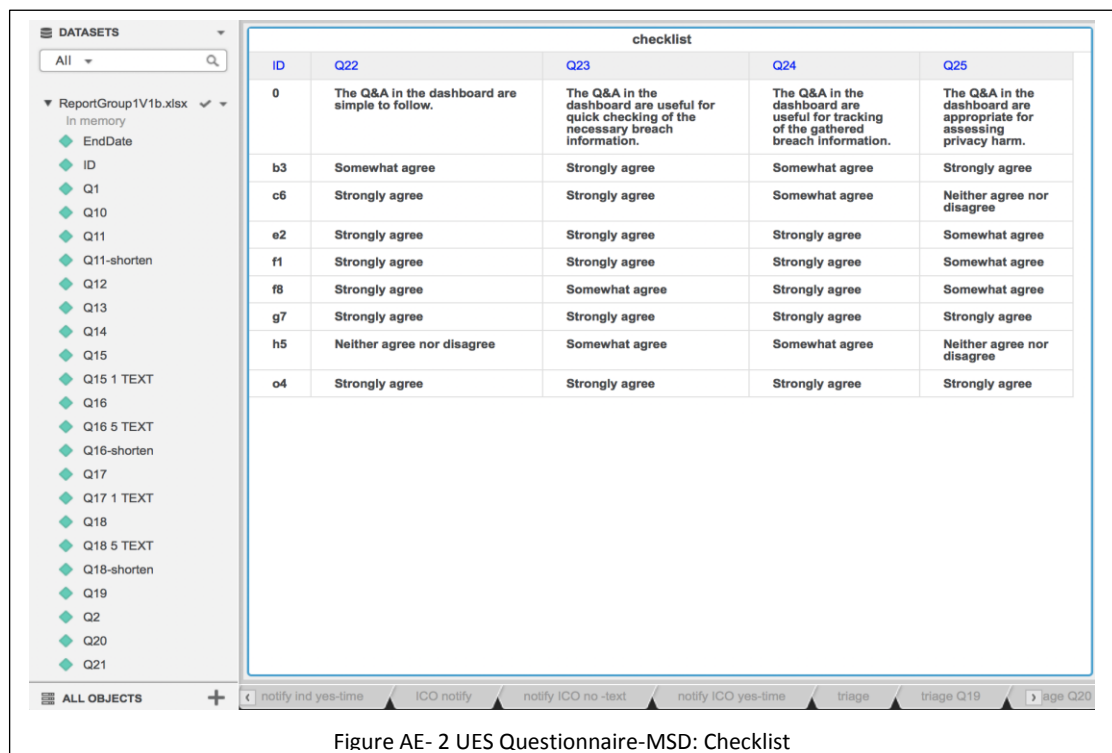 DATASETS
All
ReportGroup1V1b.xlsx
In memory
EndDate
ID
Q1
Q10
Q11
Q11-shorten
Q12
Q13
Q14
Q15
Q15 1 TEXT
Q16
Q16 5 TEXT
Q16-shorten
Q17
Q17 1 TEXT
Q18
Q18 5 TEXT
Q18-shorten
Q19
Q2
Q20
Q21
ALL OBJECTS
checklist
ID Q22 Q23 Q24 Q25
0
The Q&A in the dashboard are
simple to follow.
The Q&A in the
dashboard are useful for
quick checking of the
necessary breach
information.
The Q&A in the
dashboard are
useful for tracking
of the gathered
breach information.
The Q&A in the
dashboard are
appropriate for
assessing
privacy harm.
b3 Somewhat agree Strongly agree Somewhat agree Strongly agree
c6 Strongly agree Strongly agree Somewhat agree Neither agree nor
disagree
e2 Strongly agree Strongly agree Strongly agree Somewhat agree
f1 Strongly agree Strongly agree Strongly agree Somewhat agree
f8 Strongly agree Somewhat agree Strongly agree Somewhat agree
g7 Strongly agree Strongly agree Strongly agree Strongly agree
h5 Neither agree nor disagree Somewhat agree Somewhat agree Neither agree nor
disagree
o4 Strongly agree Strongly agree Strongly agree Strongly agree
notify ind yes-time ICO notify notify ICO no -text notify ICO yes-time triage triage Q19 age Q20
Figure AE- 2 UES Questionnaire-MSD: Checklist